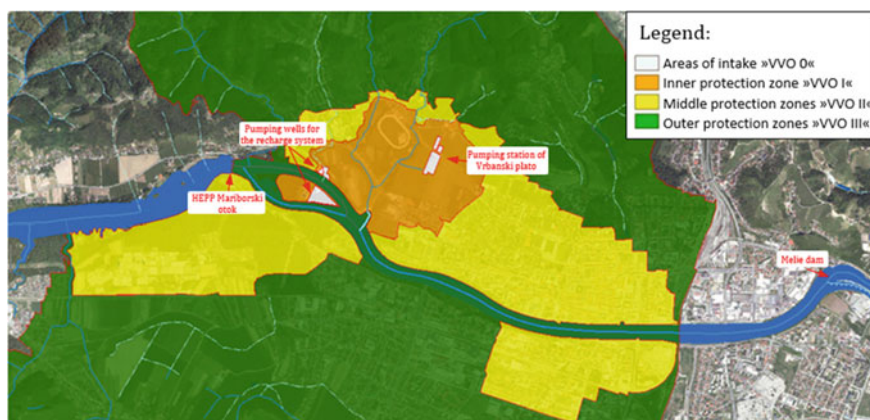 Legend:
Areas of intake »VVO 0«
Inner protection zone »VVO I«
Middle protection zones »VVO II«
Outer protection zones »VVO III«
Pumping wells for
the recharge system
Pumping station of
Vrbanski plato
HEPP Mariborski
otok
Melje dam